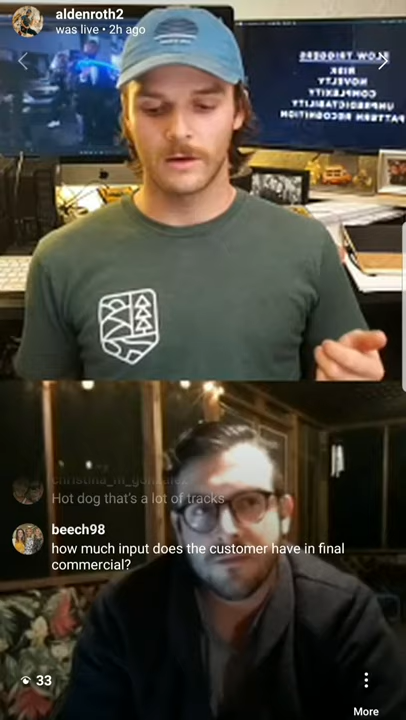 aldenroth2
was live • 2h ago
FLOW TRIGGERS
RISK
NOVELTY
COMPLEXITY
UNPREDICTABILITY
PATTERN RECOGNITION
christina_m_gonzalez
Hot dog that's a lot of tracks
beech98
how much input does the customer have in final
commercial?
33
More